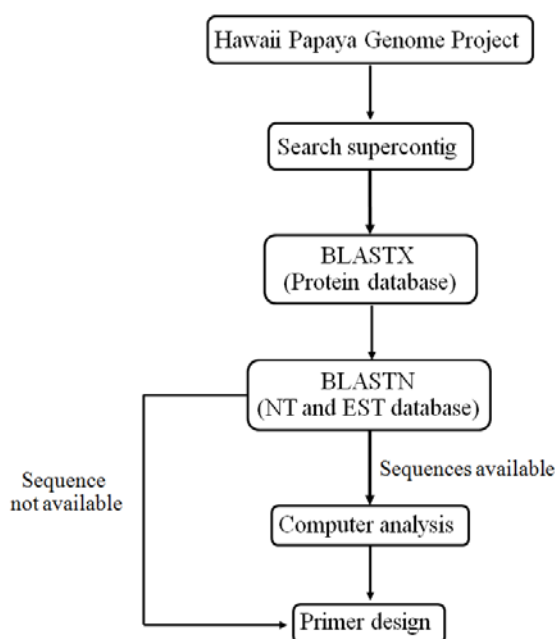 Hawaii Papaya Genome Project
Search supercontig
BLASTX
(Protein database)
BLASTN
(NT and EST database)
Sequences available
Sequence
not available
Computer analysis
Primer design